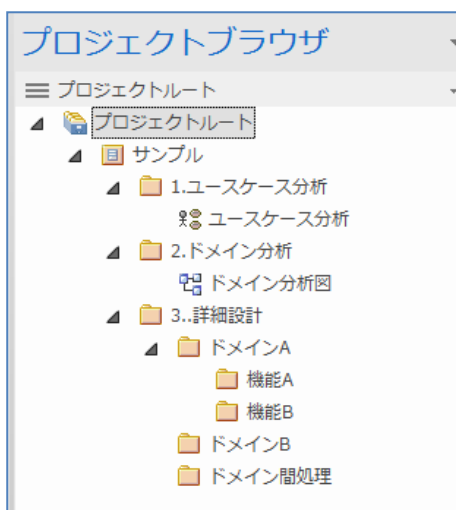 プロジェクトブラウザ
プロジェクトルート
プロジェクトルート
サンプル
1.ユースケース分析
ユースケース分析
2.ドメイン分析
ドメイン分析図
3..詳細設計
ドメインA
機能A
機能B
ドメインB
ドメイン間処理